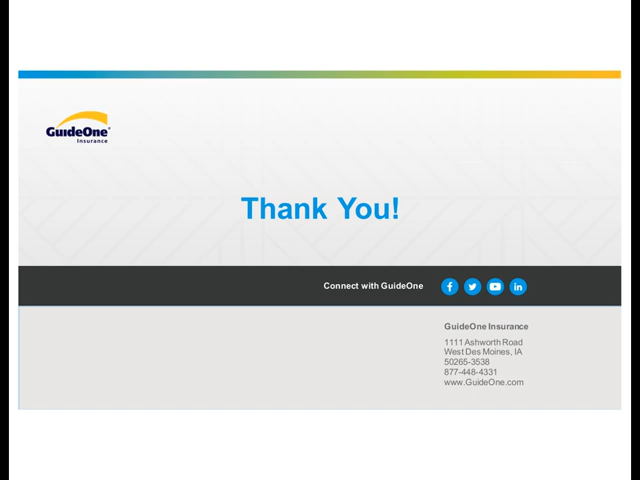 GuideOne®
Insurance
Thank You!
Connect with GuideOne
GuideOne Insurance
1111 Ashworth Road
West Des Moines, IA
50265-3538
877-448-4331
www.GuideOne.com